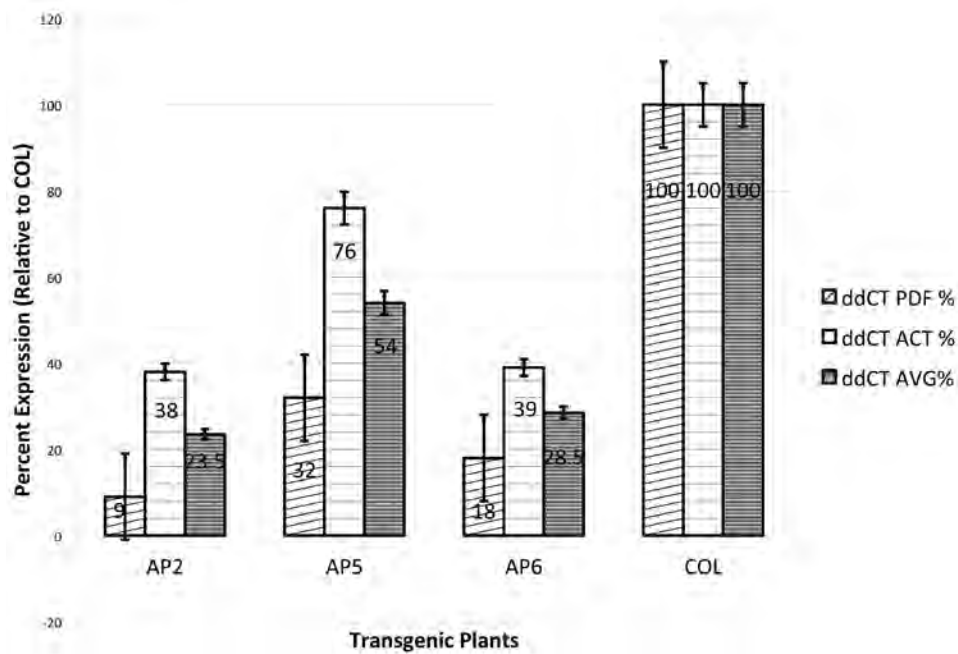 120
100
80
60
40
20
0
-20
Percent Expression (Relative to COL)
9
38
23.5
32
76
54
18
39
28.5
100
100
100
AP2
AP5
AP6
COL
Transgenic Plants
ddCT PDF %
ddCT ACT %
ddCT AVG%